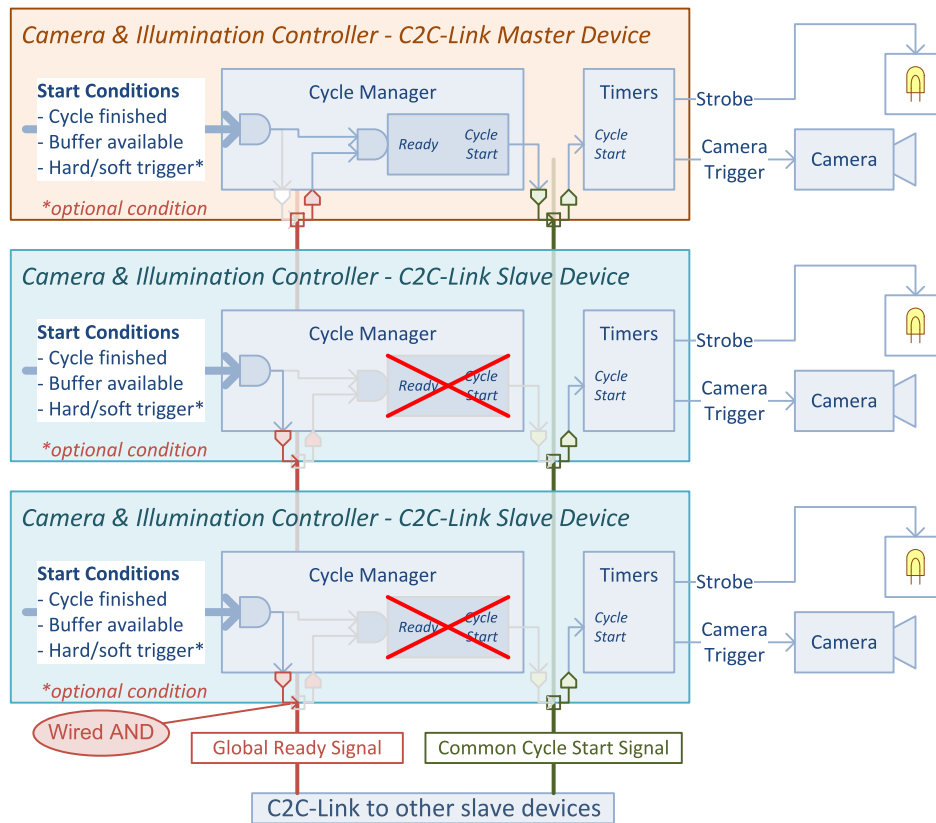 Camera & Illumination Controller - C2C-Link Master Device
Start Conditions
- Cycle finished
- Buffer available
- Hard/soft trigger*
*optional condition
Cycle Manager
Ready
Cycle
Start
Timers
Cycle
Start
Strobe
Camera
Trigger
Camera
Camera & Illumination Controller - C2C-Link Slave Device
Start Conditions
- Cycle finished
- Buffer available
- Hard/soft trigger*
*optional condition
Cycle Manager
Ready
Cycle
Start
Timers
Cycle
Start
Strobe
Camera
Trigger
Camera
Camera & Illumination Controller - C2C-Link Slave Device
Start Conditions
- Cycle finished
- Buffer available
- Hard/soft trigger*
*optional condition
Cycle Manager
Ready
Cycle
Start
Timers
Cycle
Start
Strobe
Camera
Trigger
Camera
Wired AND
Global Ready Signal
Common Cycle Start Signal
C2C-Link to other slave devices